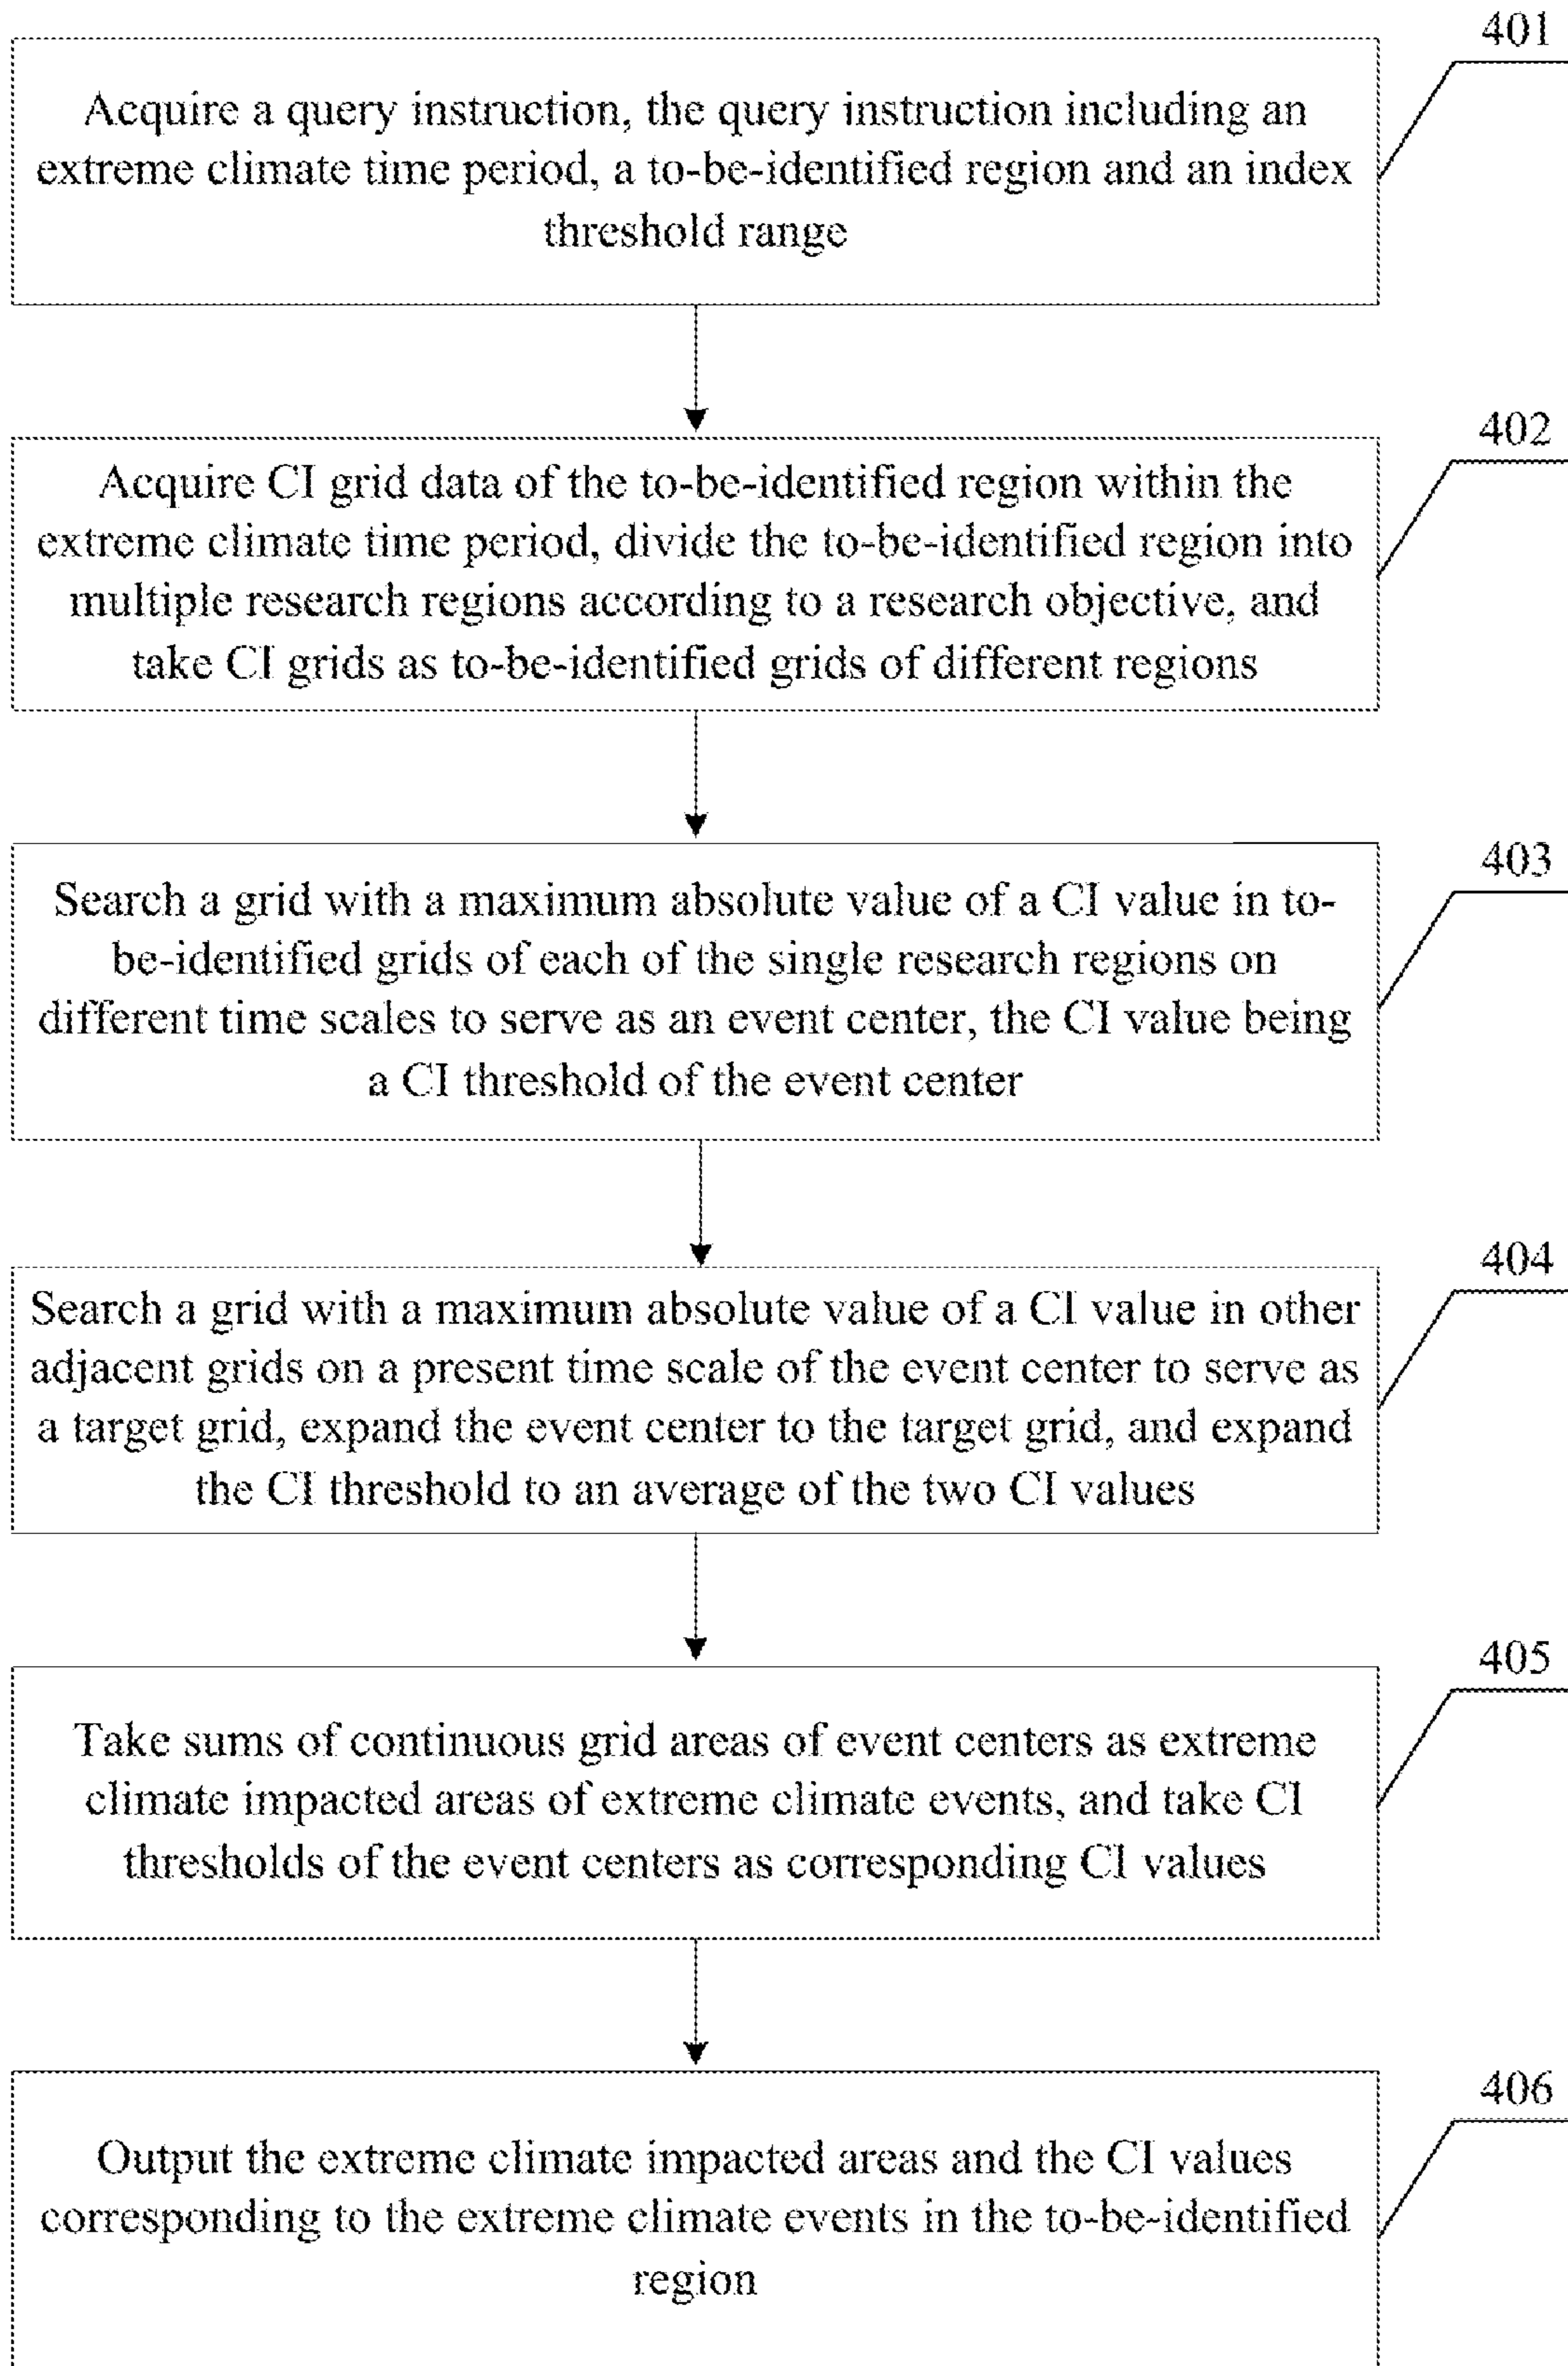 401
Acquire a query instruction, the query instruction including an
extreme climate time period, a to-be-identified region and an index
threshold range
402
Acquire CI grid data of the to-be-identified region within the
extreme climate time period, divide the to-be-identified region into
multiple research regions according to a research objective, and
take CI grids as to-be-identified grids of different regions
403
Search a grid with a maximum absolute value of a CI value in to-
be-identified grids of each of the single research regions on
different time scales to serve as an event center, the CI value being
a CI threshold of the event center
404
Search a grid with a maximum absolute value of a CI value in other
adjacent grids on a present time scale of the event center to serve as
a target grid, expand the event center to the target grid, and expand
the CI threshold to an average of the two CI values
405
Take sums of continuous grid areas of event centers as extreme
climate impacted areas of extreme climate events, and take CI
thresholds of the event centers as corresponding CI values
406
Output the extreme climate impacted areas and the CI values
corresponding to the extreme climate events in the to-be-identified
region